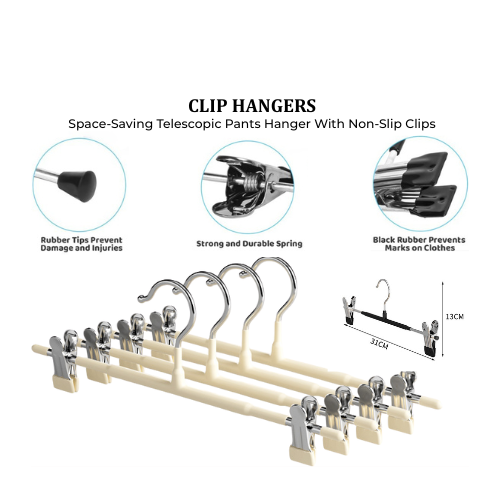 CLIP HANGERS
Space-Saving Telescopic Pants Hanger With Non-Slip Clips
Rubber Tips Prevent
Damage and Injuries
Strong and Durable Spring
Black Rubber Prevents
Marks on Clothes
13CM
31CM